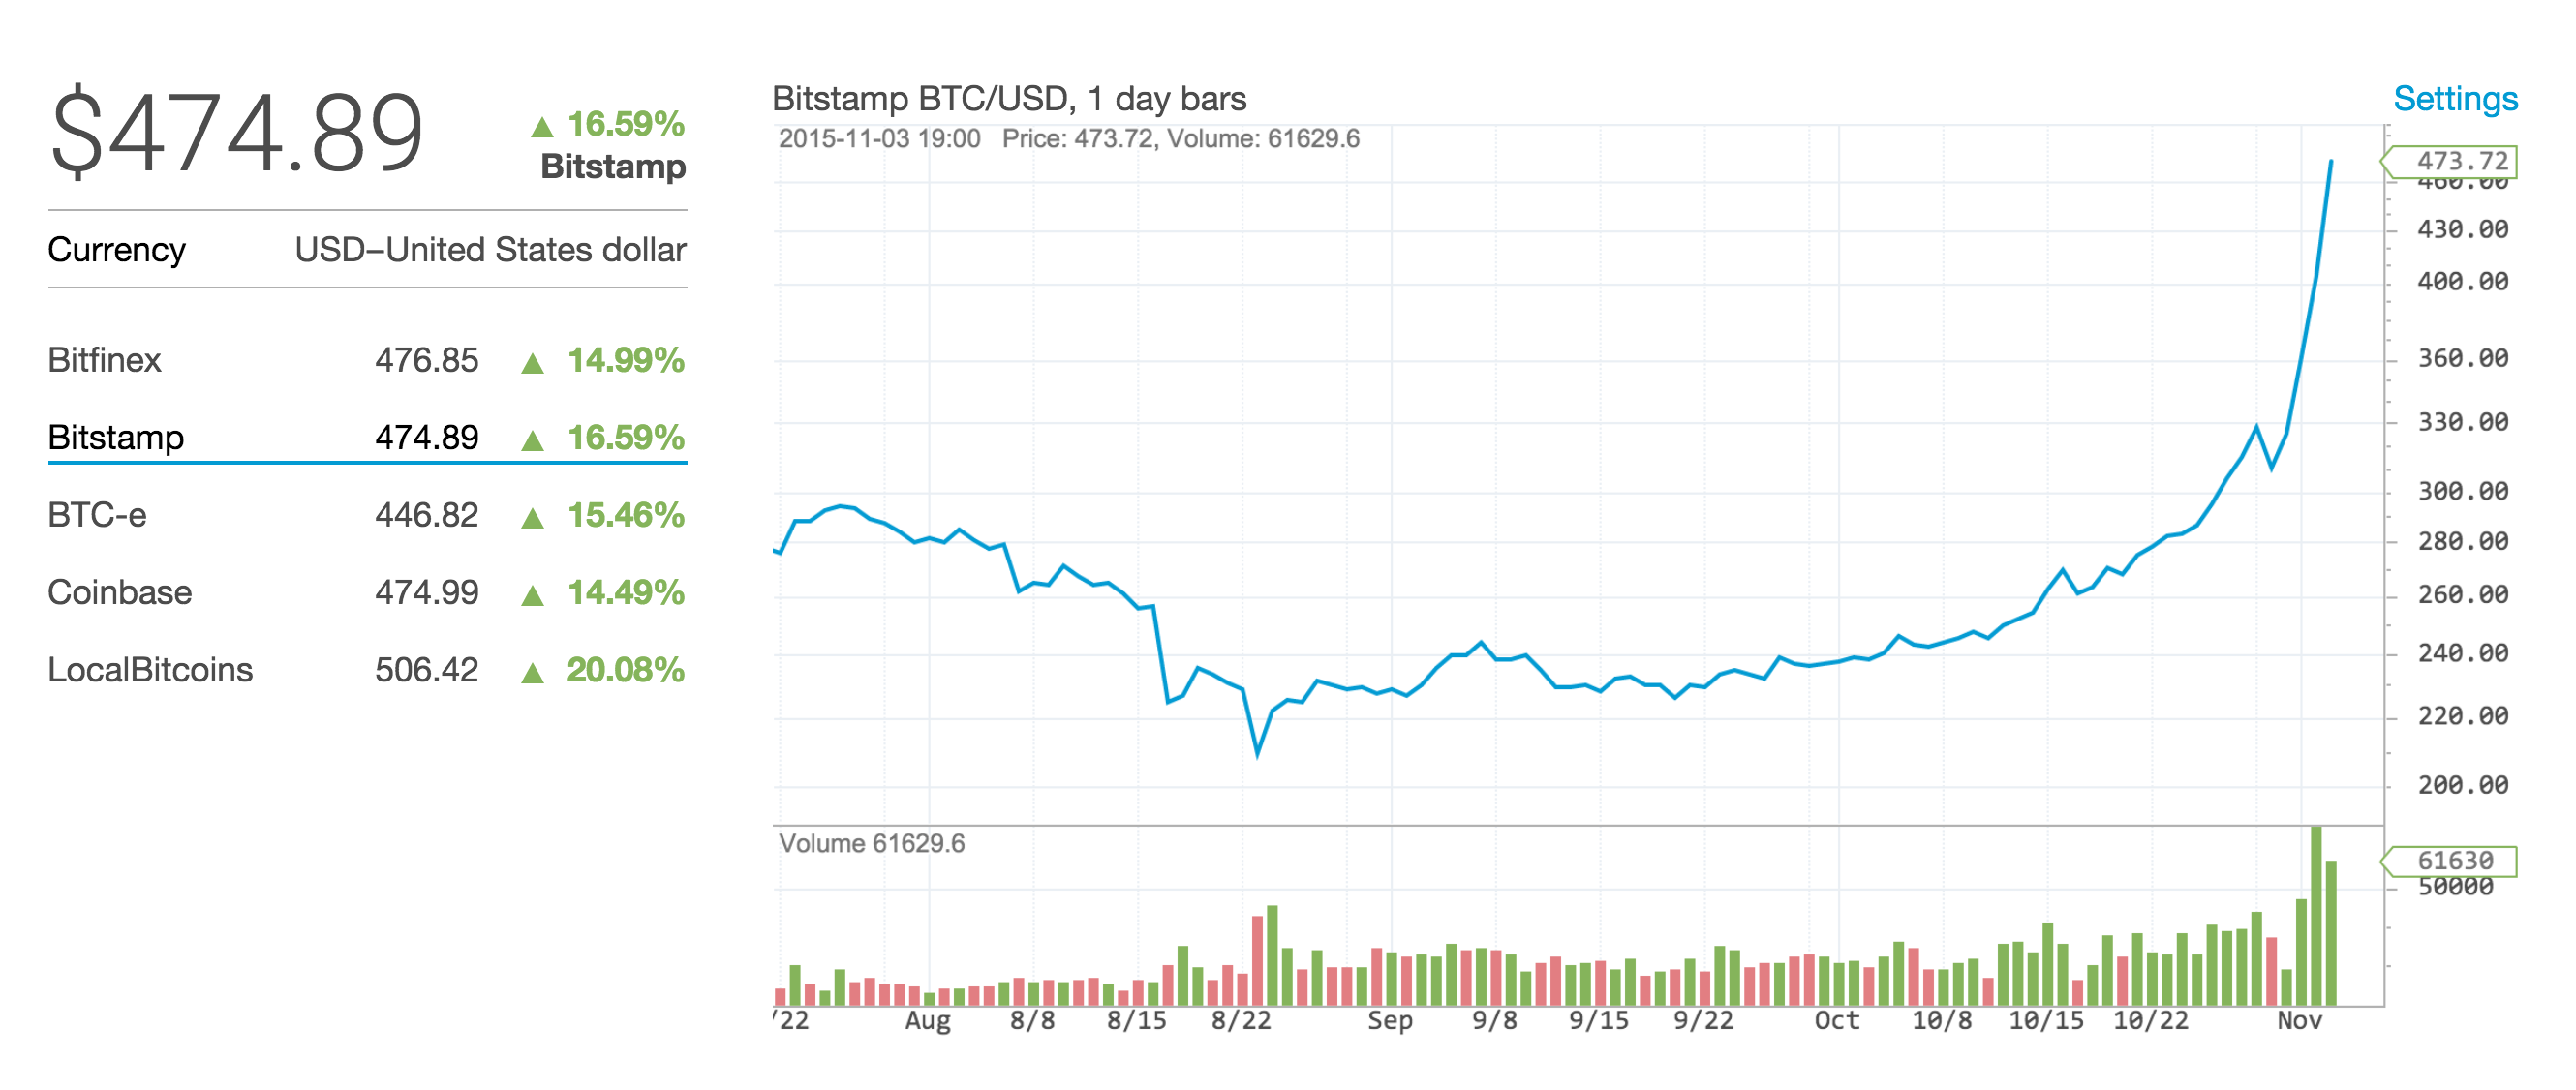 $474.89
▲ 16.59%
Bitstamp
Currency USD–United States dollar
Bitfinex 476.85 ▲ 14.99%
Bitstamp 474.89 ▲ 16.59%
BTC-e 446.82 ▲ 15.46%
Coinbase 474.99 ▲ 14.49%
LocalBitcoins 506.42 ▲ 20.08%
Bitstamp BTC/USD, 1 day bars
Settings
2015-11-03 19:00 Price: 473.72, Volume: 61629.6
473.72
460.00
430.00
400.00
360.00
330.00
300.00
280.00
260.00
240.00
220.00
200.00
Volume 61629.6
61630
50000
/22 Aug 8/8 8/15 8/22 Sep 9/8 9/15 9/22 Oct 10/8 10/15 10/22 Nov